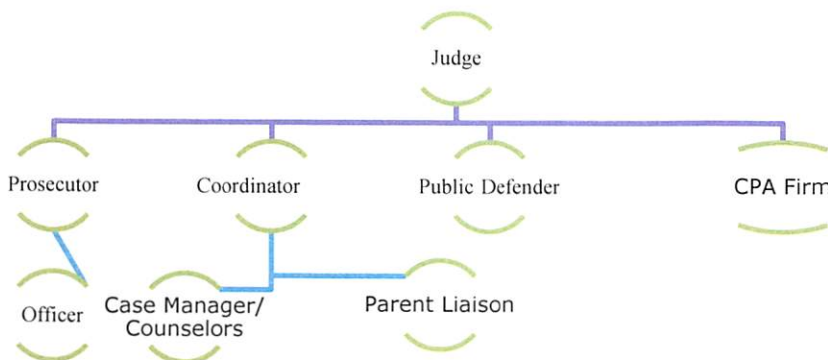 Judge
Prosecutor
Coordinator
Public Defender
CPA Firm
Officer
Case Manager/
Counselors
Parent Liaison